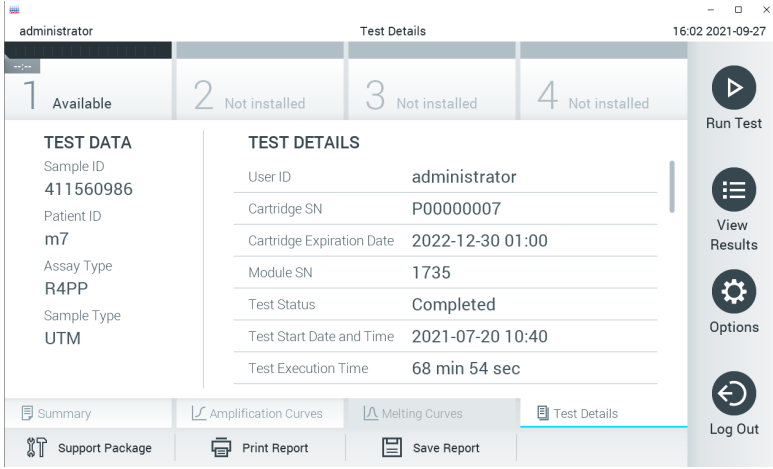 administrator
Test Details
16:02 2021-09-27
--:--
1 Available
2 Not installed
3 Not installed
4 Not installed
Run Test
View
Results
Options
Log Out
TEST DATA
Sample ID
411560986
Patient ID
m7
Assay Type
R4PP
Sample Type
UTM
TEST DETAILS
User ID administrator
Cartridge SN P00000007
Cartridge Expiration Date 2022-12-30 01:00
Module SN 1735
Test Status Completed
Test Start Date and Time 2021-07-20 10:40
Test Execution Time 68 min 54 sec
Summary
Amplification Curves
Melting Curves
Test Details
Support Package
Print Report
Save Report